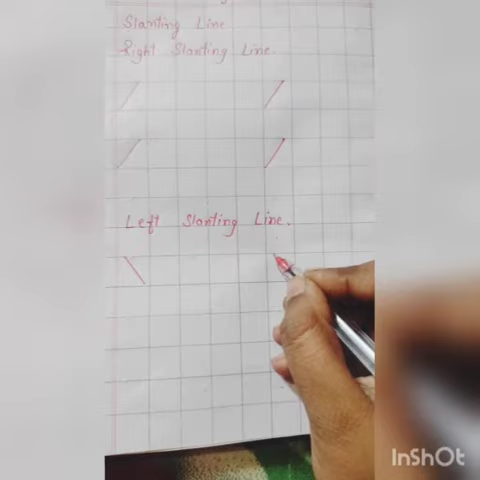 Slanting Line
Right Slanting Line.
Left Slanting Line.
InShOt